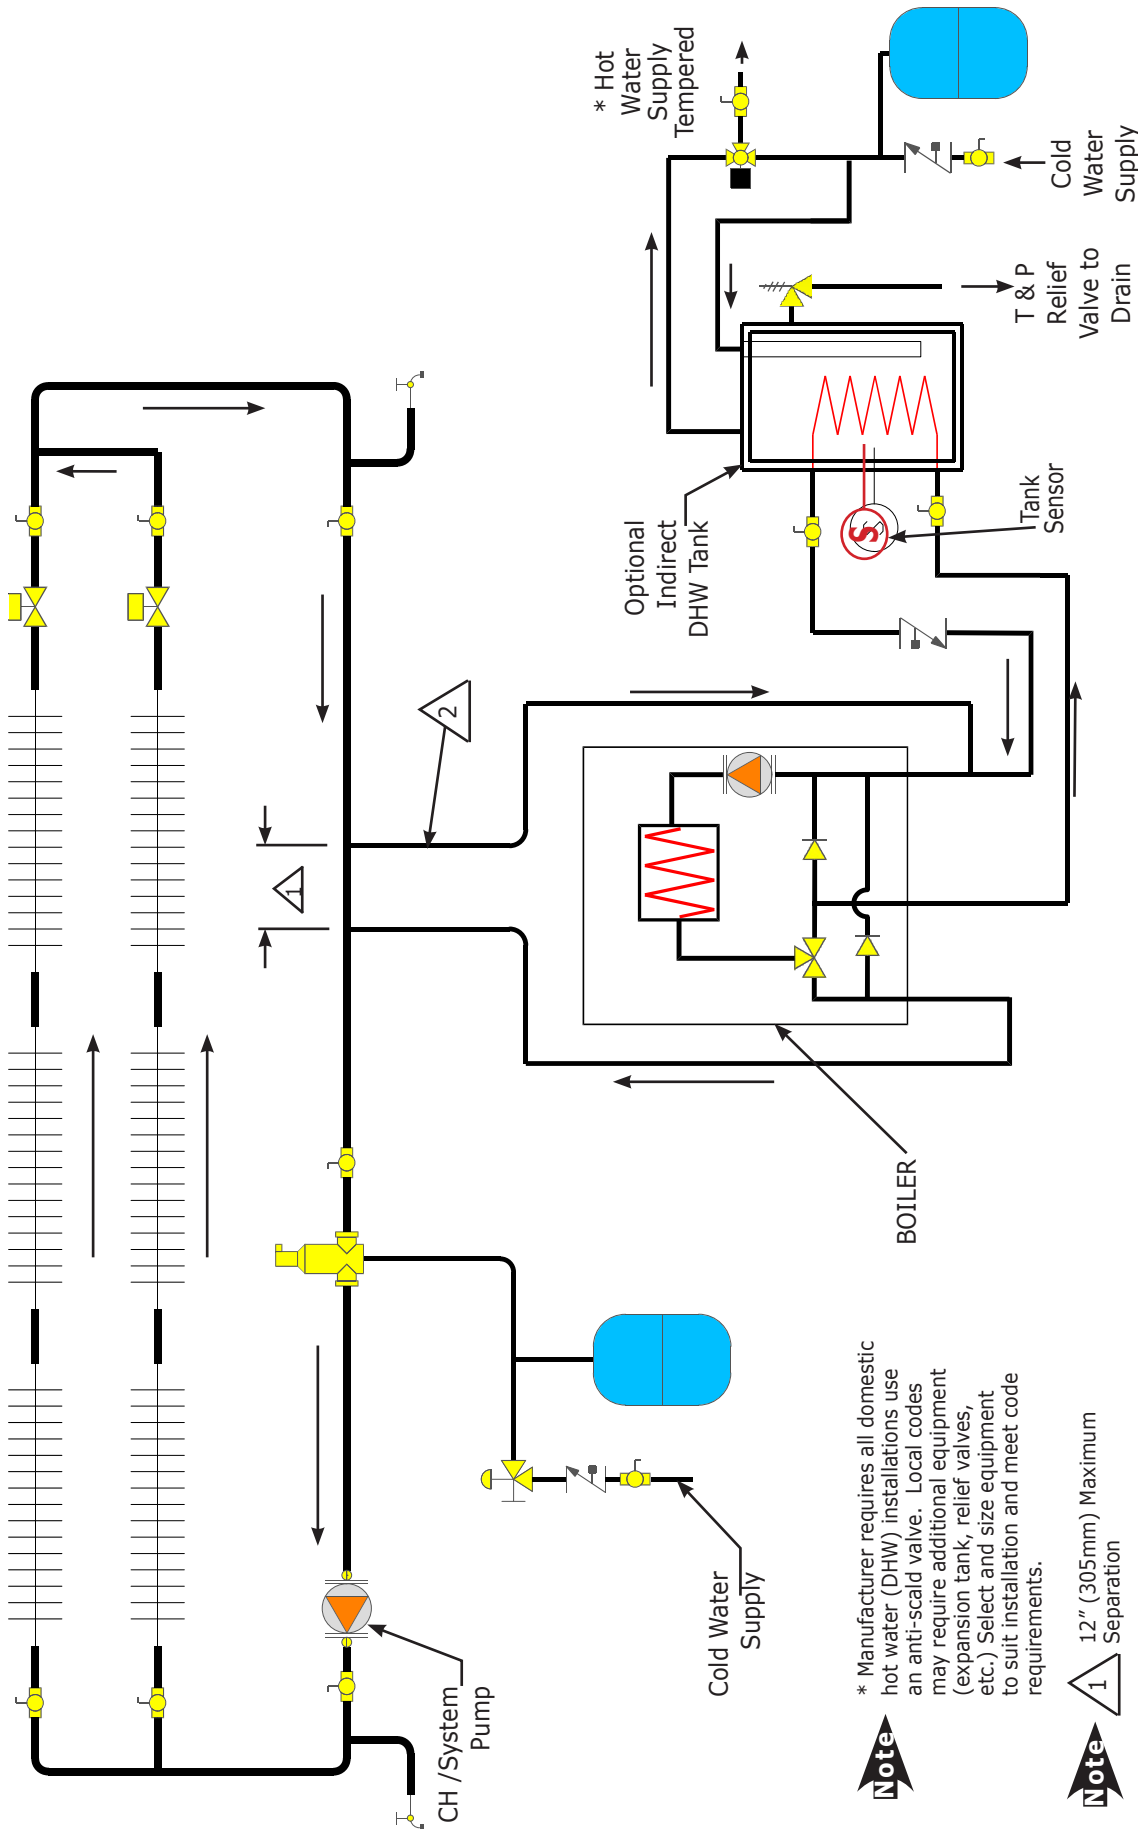 * Hot
Water
Supply
Tempered
Cold
Water
Supply
T & P
Relief
Valve to
Drain
Optional
Indirect
DHW Tank
S
Tank
Sensor
2
1
BOILER
CH /System
Pump
Cold Water
Supply
Note
* Manufacturer requires all domestic
hot water (DHW) installations use
an anti-scald valve. Local codes
may require additional equipment
(expansion tank, relief valves,
etc.) Select and size equipment
to suit installation and meet code
requirements.
Note
1
12" (305mm) Maximum
Separation